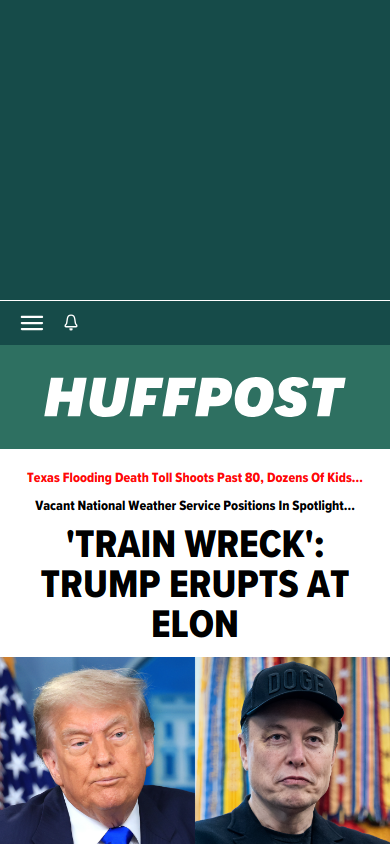 HUFFPOST
Texas Flooding Death Toll Shoots Past 80, Dozens Of Kids...
Vacant National Weather Service Positions In Spotlight...
'TRAIN WRECK':
TRUMP ERUPTS AT
ELON
DOGE